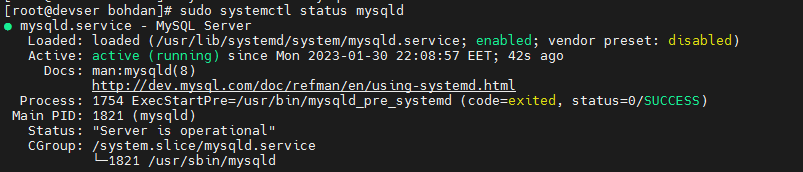 [root@devser bohdan]# sudo systemctl status mysqld
● mysqld.service - MySQL Server
Loaded: loaded (/usr/lib/systemd/system/mysqld.service; enabled; vendor preset: disabled)
Active: active (running) since Mon 2023-01-30 22:08:57 EET; 42s ago
Docs: man:mysqld(8)
http://dev.mysql.com/doc/refman/en/using-systemd.html
Process: 1754 ExecStartPre=/usr/bin/mysqld_pre_systemd (code=exited, status=0/SUCCESS)
Main PID: 1821 (mysqld)
Status: "Server is operational"
CGroup: /system.slice/mysqld.service
└─1821 /usr/sbin/mysqld